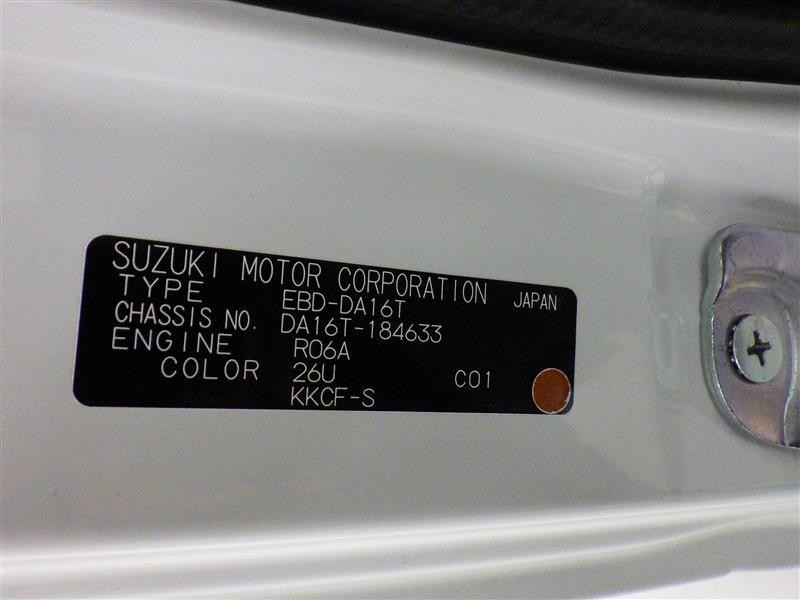 SUZUKI MOTOR CORPORATION JAPAN
TYPE EBD-DA16T
CHASSIS NO. DA16T-184633
ENGINE R06A
COLOR 26U C01
KKCF-S